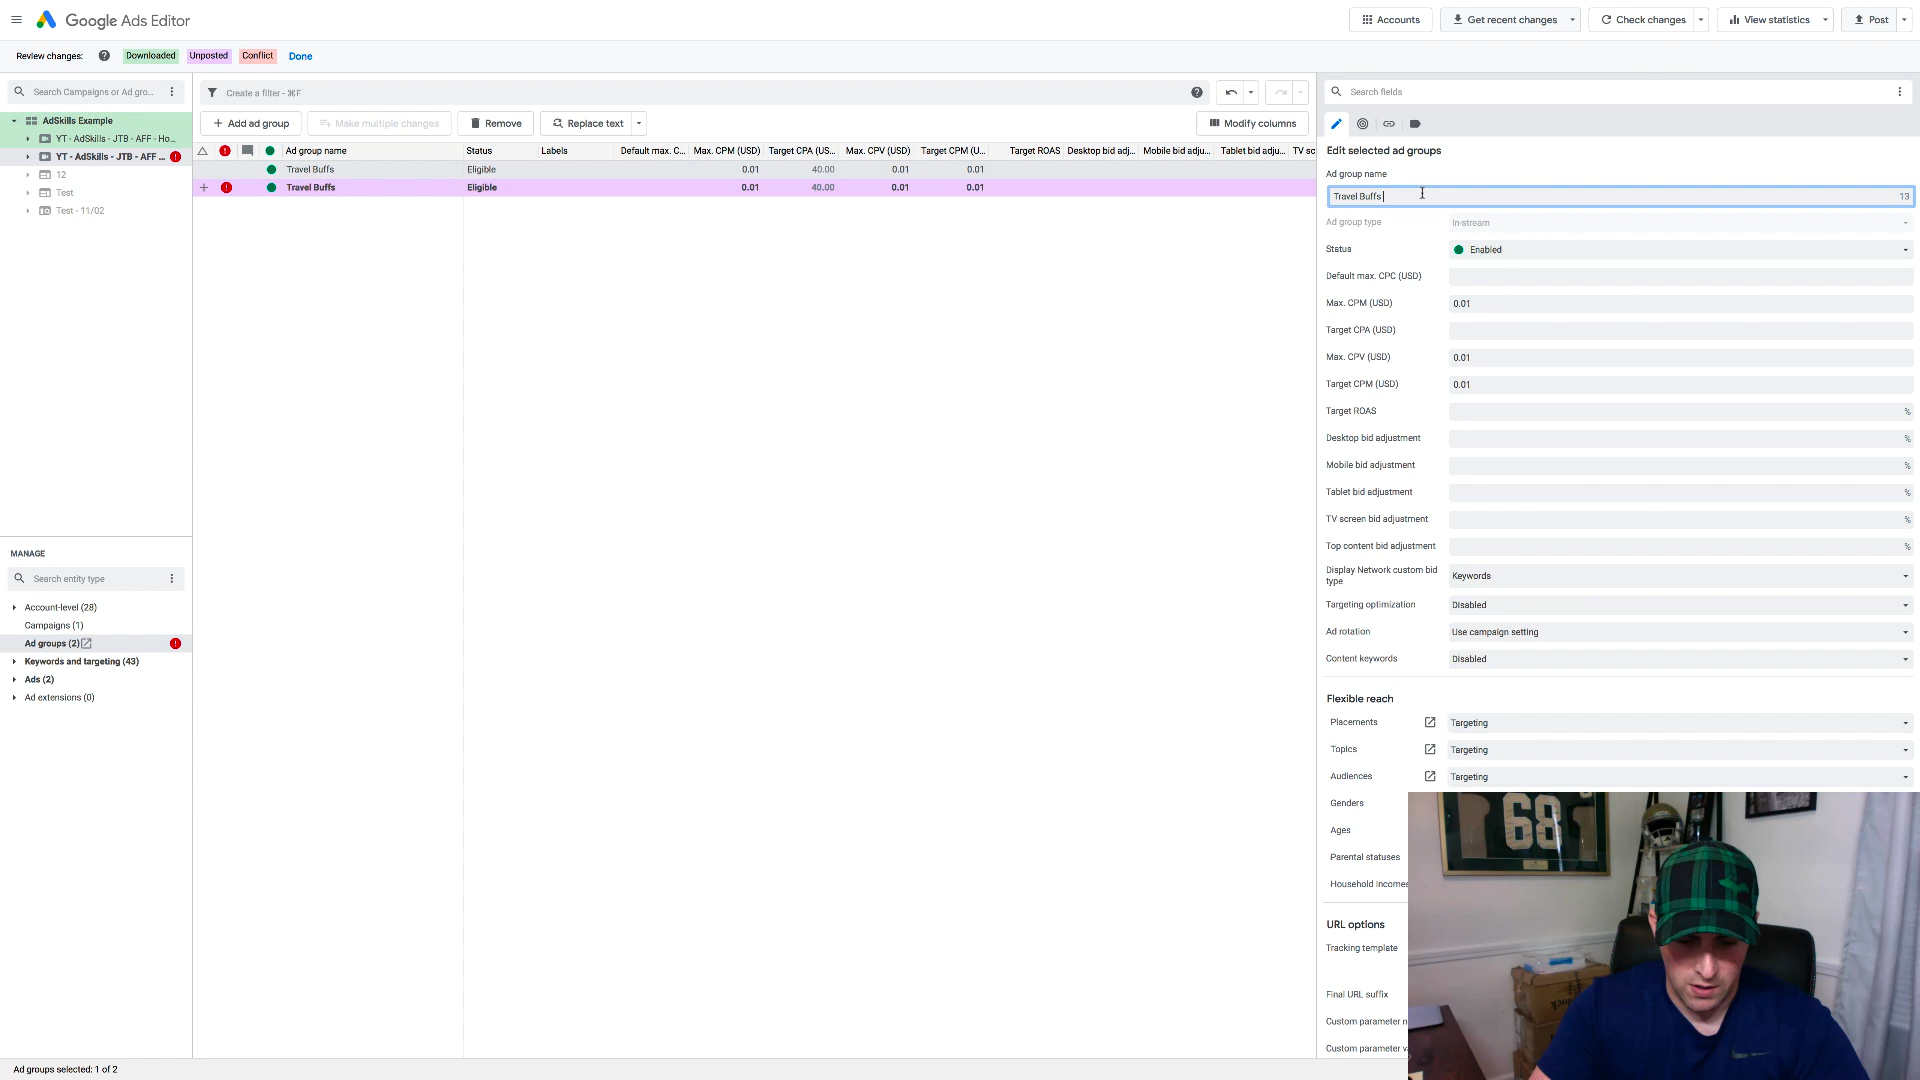 Google Ads Editor
Accounts
Get recent changes
Check changes
View statistics
Post
Review changes:
Downloaded
Unposted
Conflict
Done
Search Campaigns or Ad gro...
AdSkills Example
YT - AdSkills - JTB - AFF - Ho...
YT - AdSkills - JTB - AFF ...
12
Test
Test - 11/02
MANAGE
Search entity type
Account-level (28)
Campaigns (1)
Ad groups (2)
Keywords and targeting (43)
Ads (2)
Ad extensions (0)
Create a filter - ⌘F
Add ad group
Make multiple changes
Remove
Replace text
Modify columns
Ad group name Status Labels Default max. C... Max. CPM (USD) Target CPA (US... Max. CPV (USD) Target CPM (U... Target ROAS Desktop bid adj... Mobile bid adju... Tablet bid adju... TV sc
Travel Buffs Eligible 0.01 40.00 0.01 0.01
Travel Buffs Eligible 0.01 40.00 0.01 0.01
Search fields
Edit selected ad groups
Ad group name
Travel Buffs 13
Ad group type In-stream
Status Enabled
Default max. CPC (USD)
Max. CPM (USD) 0.01
Target CPA (USD)
Max. CPV (USD) 0.01
Target CPM (USD) 0.01
Target ROAS %
Desktop bid adjustment %
Mobile bid adjustment %
Tablet bid adjustment %
TV screen bid adjustment %
Top content bid adjustment %
Display Network custom bid
type Keywords
Targeting optimization Disabled
Ad rotation Use campaign setting
Content keywords Disabled
Flexible reach
Placements Targeting
Topics Targeting
Audiences Targeting
Genders
Ages
Parental statuses
Household Incomes
URL options
Tracking template
Final URL suffix
Custom parameter n
Custom parameter v
68
Ad groups selected: 1 of 2